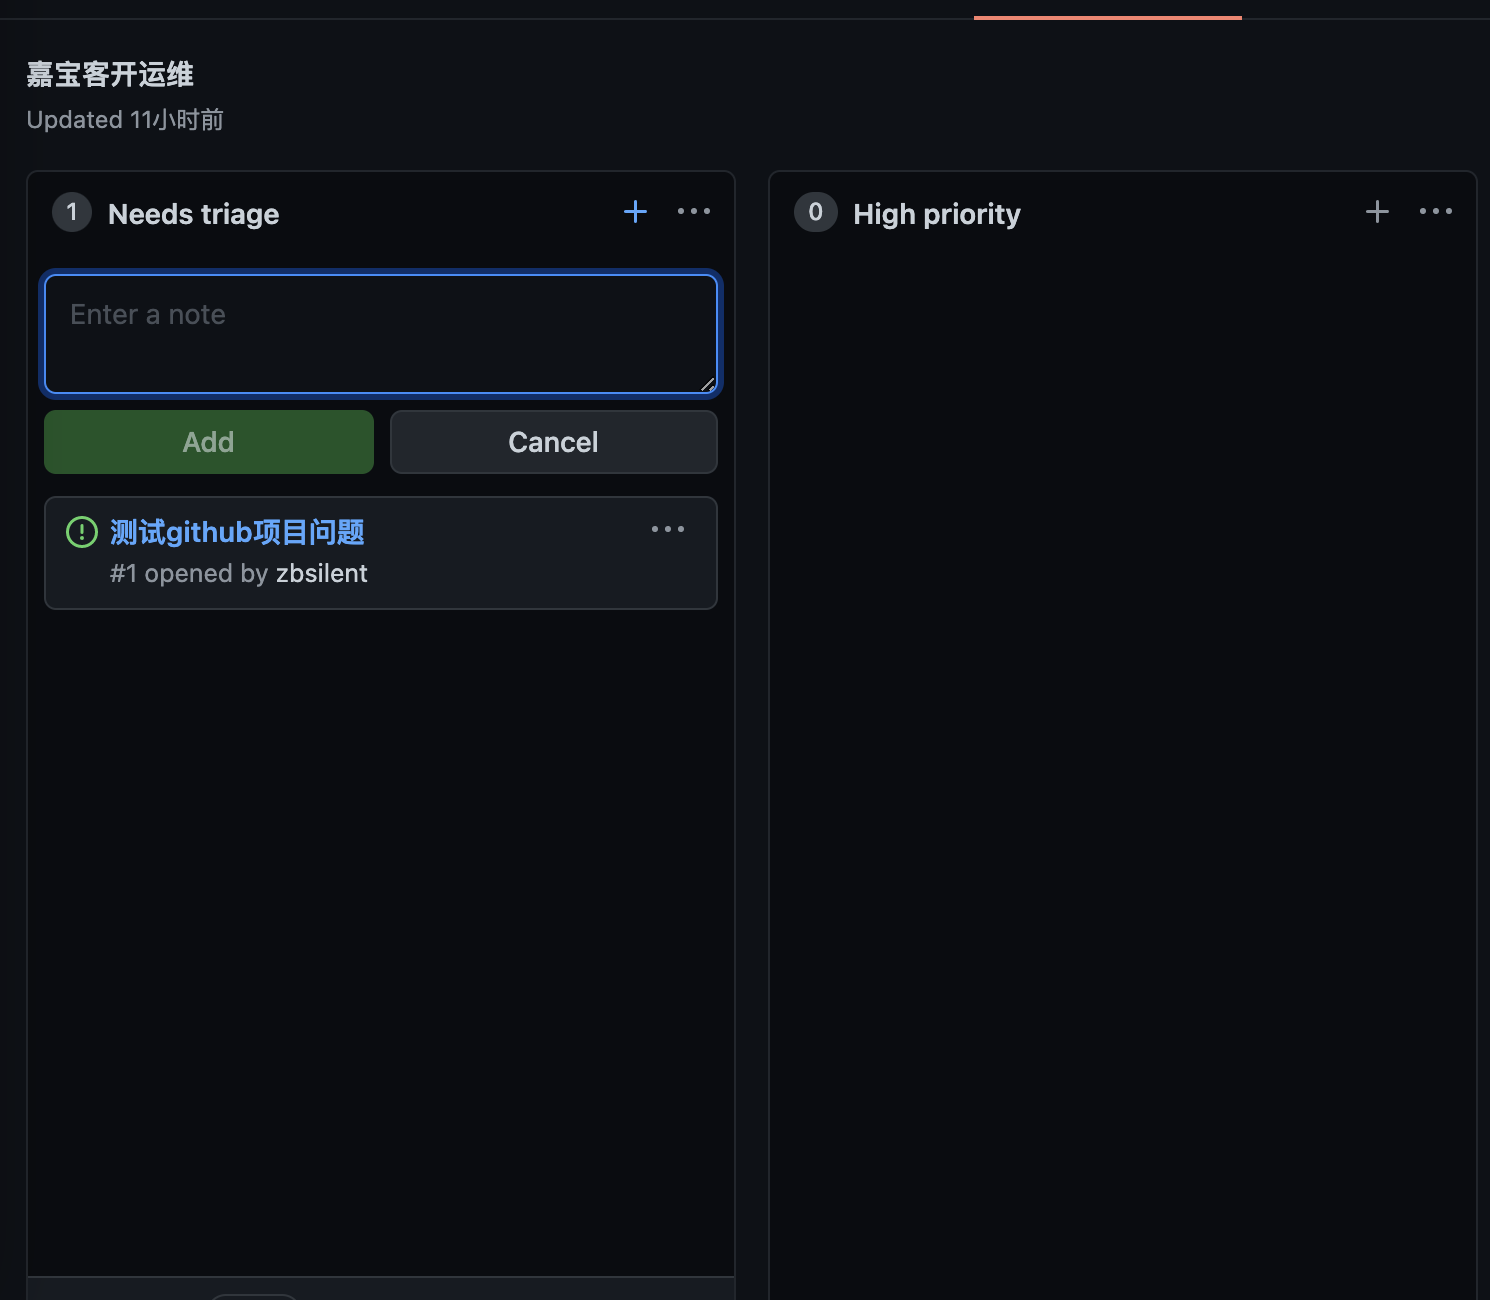 嘉宝客开运维
Updated 11小时前
1 Needs triage
Enter a note
Add
Cancel
测试github项目问题
#1 opened by zbsilent
0 High priority